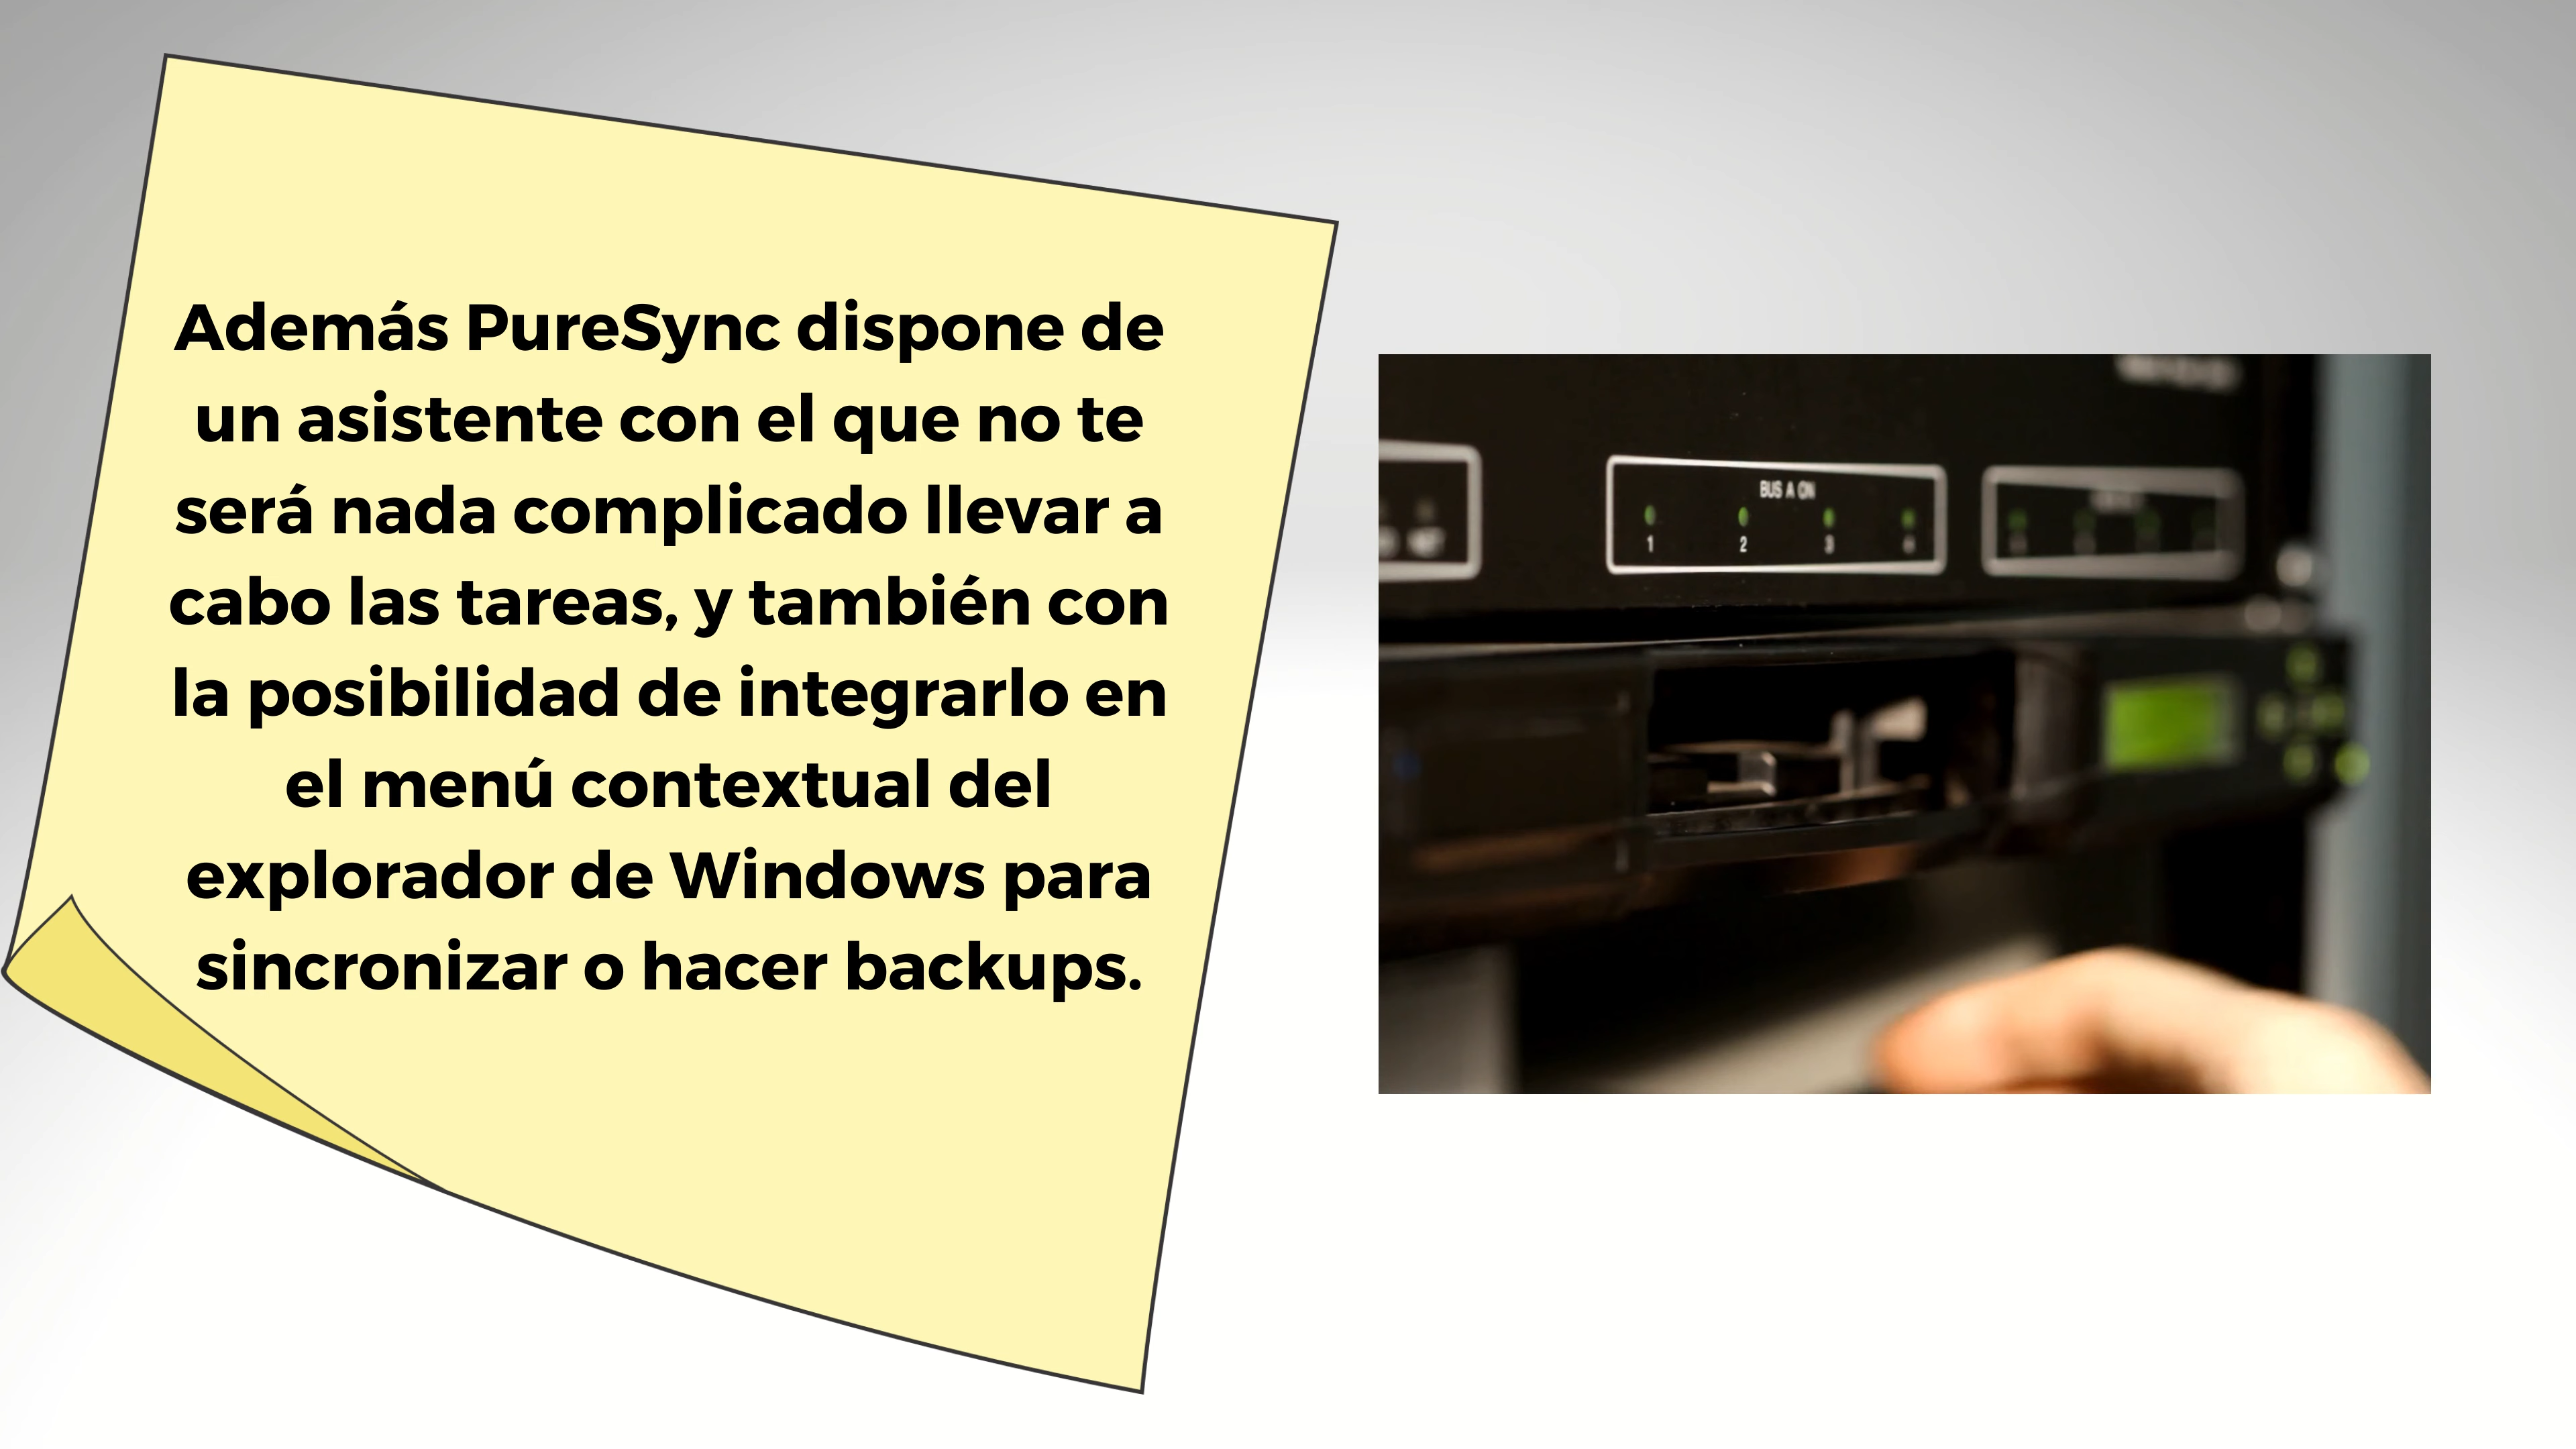 Además PureSync dispone de
un asistente con el que no te
será nada complicado llevar a
cabo las tareas, y también con
la posibilidad de integrarlo en
el menú contextual del
explorador de Windows para
sincronizar o hacer backups.
BUS A ON
1 2 3 4